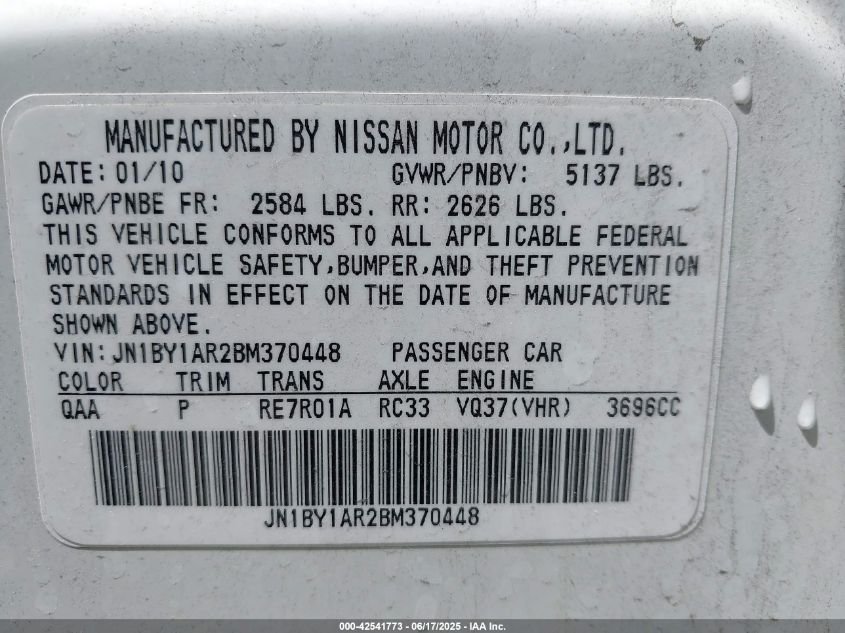 MANUFACTURED BY NISSAN MOTOR CO.,LTD.
DATE: 01/10 GVWR/PNBV: 5137 LBS.
GAWR/PNBE FR: 2584 LBS. RR: 2626 LBS.
THIS VEHICLE CONFORMS TO ALL APPLICABLE FEDERAL
MOTOR VEHICLE SAFETY,BUMPER,AND THEFT PREVENTION
STANDARDS IN EFFECT ON THE DATE OF MANUFACTURE
SHOWN ABOVE.
VIN: JN1BY1AR2BM370448 PASSENGER CAR
COLOR TRIM TRANS AXLE ENGINE
QAA P RE7R01A RC33 VQ37(VHR) 3696CC
JN1BY1AR2BM370448
000-42541773 - 06/17/2025 - IAA Inc.